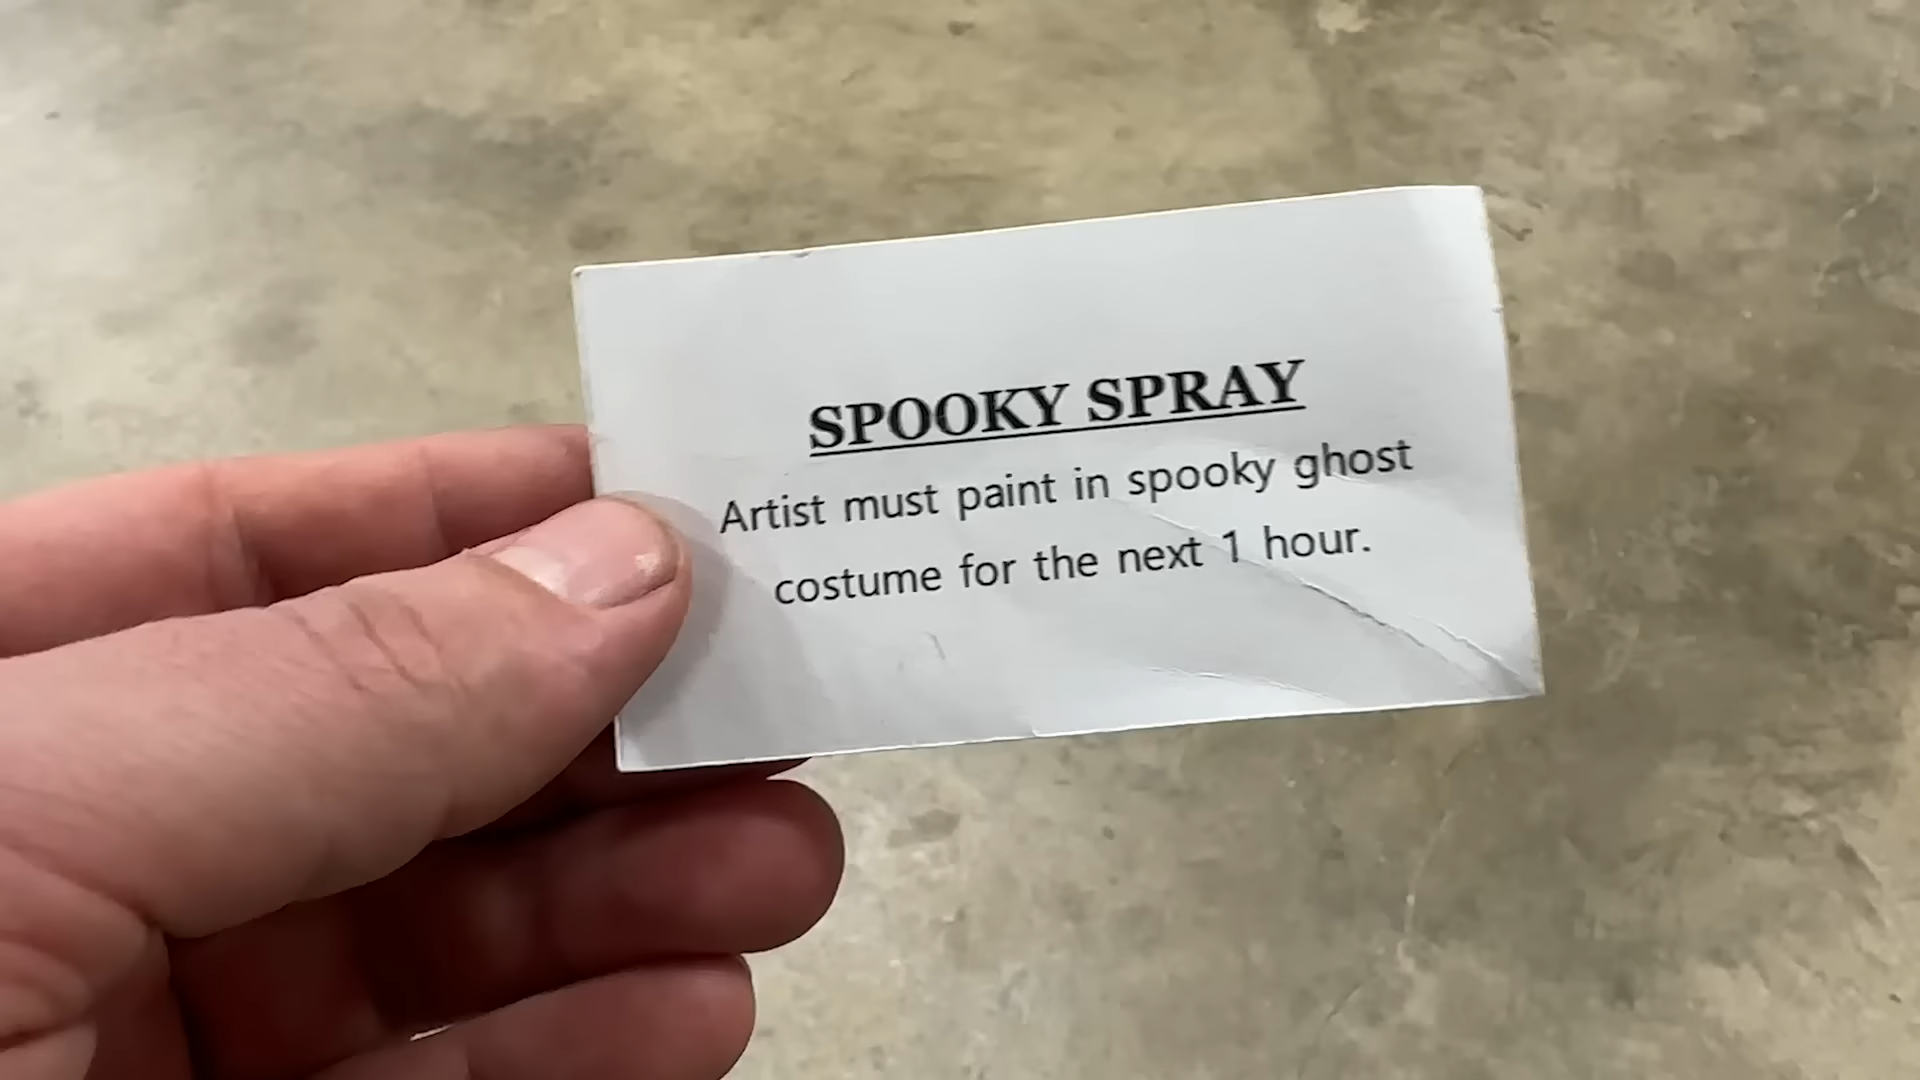 SPOOKY SPRAY
Artist must paint in spooky ghost
costume for the next 1 hour.